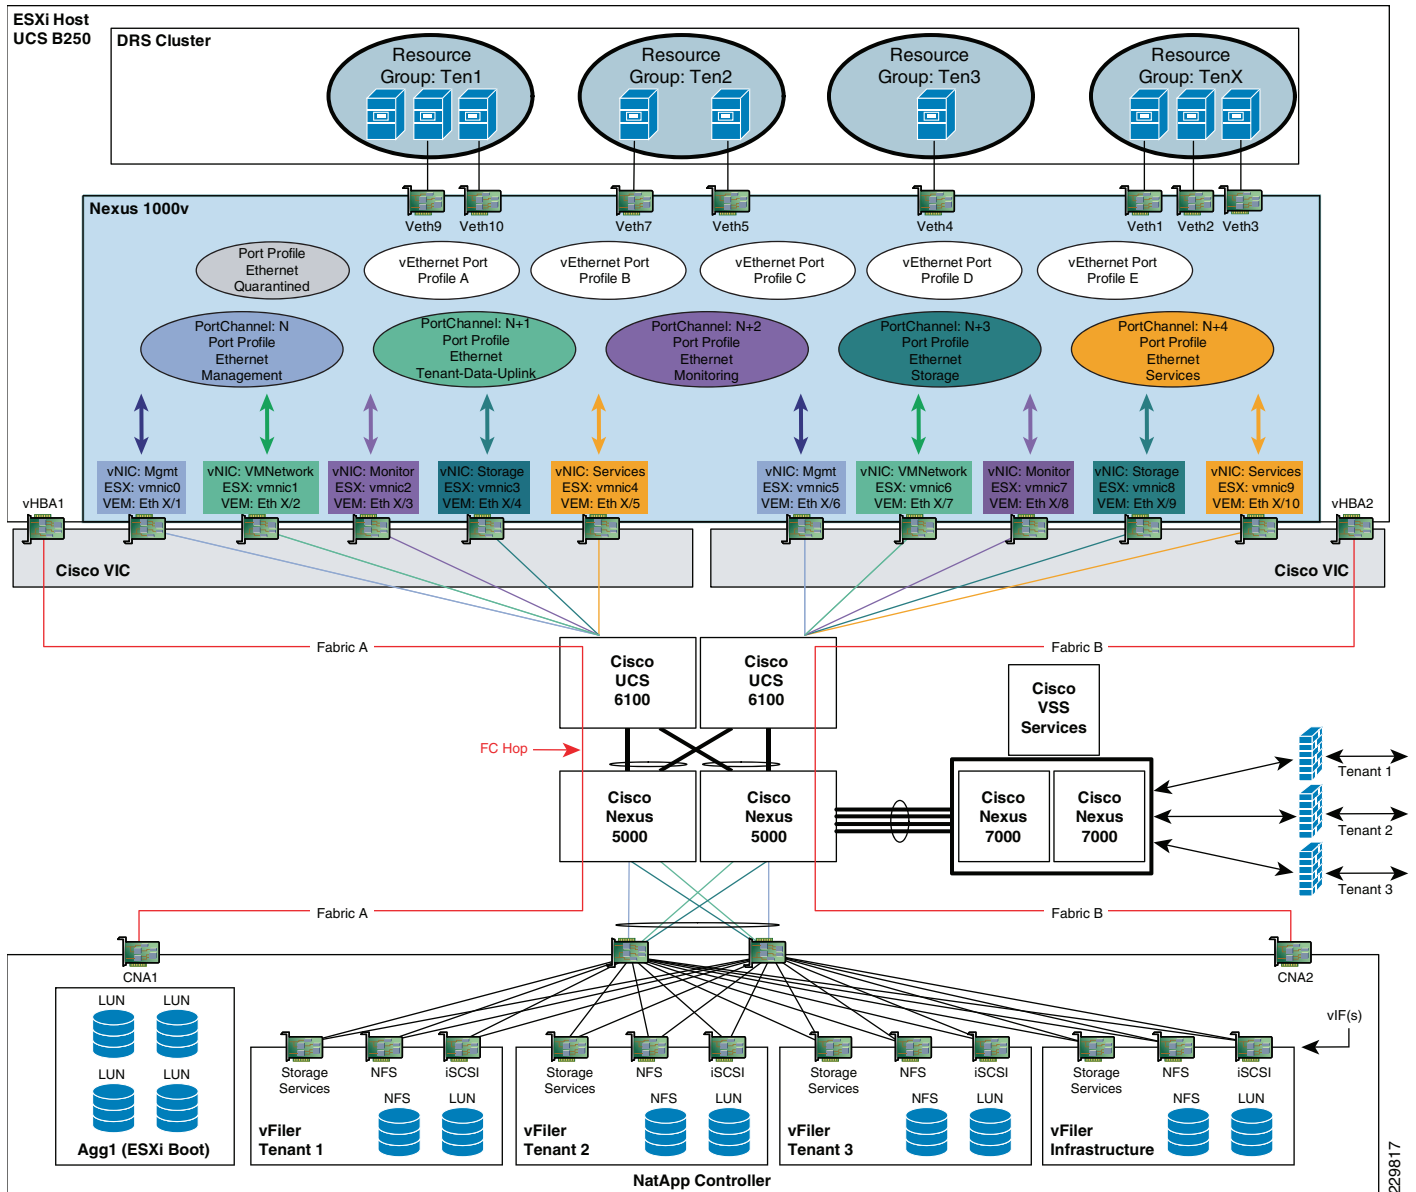 ESXi Host
UCS B250
DRS Cluster
Resource
Group: Ten1
Resource
Group: Ten2
Resource
Group: Ten3
Resource
Group: TenX
Nexus 1000v
Veth9
Veth10
Veth7
Veth5
Veth4
Veth1
Veth2
Veth3
Port Profile
Ethernet
Quarantined
vEthernet Port
Profile A
vEthernet Port
Profile B
vEthernet Port
Profile C
vEthernet Port
Profile D
vEthernet Port
Profile E
PortChannel: N
Port Profile
Ethernet
Management
PortChannel: N+1
Port Profile
Ethernet
Tenant-Data-Uplink
PortChannel: N+2
Port Profile
Ethernet
Monitoring
PortChannel: N+3
Port Profile
Ethernet
Storage
PortChannel: N+4
Port Profile
Ethernet
Services
vHBA1
vNIC: Mgmt
ESX: vmnic0
VEM: Eth X/1
vNIC: VMNetwork
ESX: vmnic1
VEM: Eth X/2
vNIC: Monitor
ESX: vmnic2
VEM: Eth X/3
vNIC: Storage
ESX: vmnic3
VEM: Eth X/4
vNIC: Services
ESX: vmnic4
VEM: Eth X/5
vNIC: Mgmt
ESX: vmnic5
VEM: Eth X/6
vNIC: VMNetwork
ESX: vmnic6
VEM: Eth X/7
vNIC: Monitor
ESX: vmnic7
VEM: Eth X/8
vNIC: Storage
ESX: vmnic8
VEM: Eth X/9
vNIC: Services
ESX: vmnic9
VEM: Eth X/10
vHBA2
Cisco VIC
Cisco VIC
Fabric A
Fabric B
Cisco
UCS
6100
Cisco
UCS
6100
Cisco
VSS
Services
FC Hop
Cisco
Nexus
5000
Cisco
Nexus
5000
Cisco
Nexus
7000
Cisco
Nexus
7000
Tenant 1
Tenant 2
Tenant 3
Fabric A
Fabric B
CNA1
CNA2
LUN
LUN
LUN
LUN
Agg1 (ESXi Boot)
Storage
Services
NFS
iSCSI
NFS
LUN
vFiler
Tenant 1
Storage
Services
NFS
iSCSI
NFS
LUN
vFiler
Tenant 2
Storage
Services
NFS
iSCSI
NFS
LUN
vFiler
Tenant 3
vIF(s)
Storage
Services
NFS
iSCSI
NFS
LUN
vFiler
Infrastructure
NatApp Controller
229817